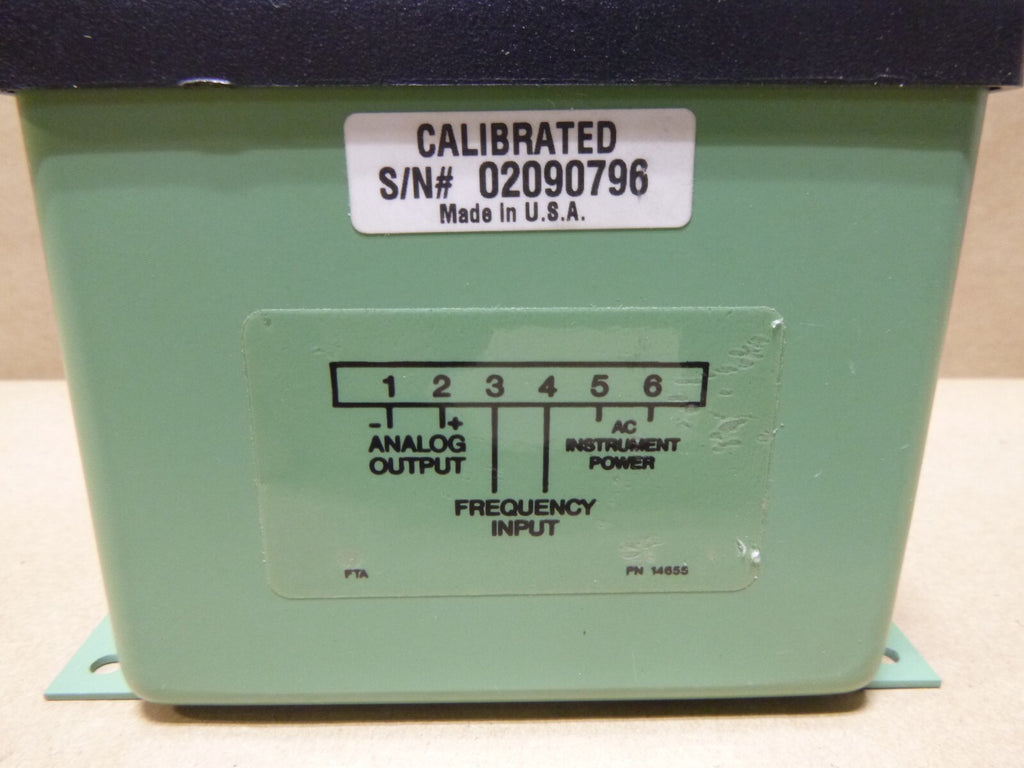 CALIBRATED
S/N# 02090796
Made in U.S.A.
1 2 3 4 5 6
- +
ANALOG
OUTPUT
AC
INSTRUMENT
POWER
FREQUENCY
INPUT
FTA PN 14655